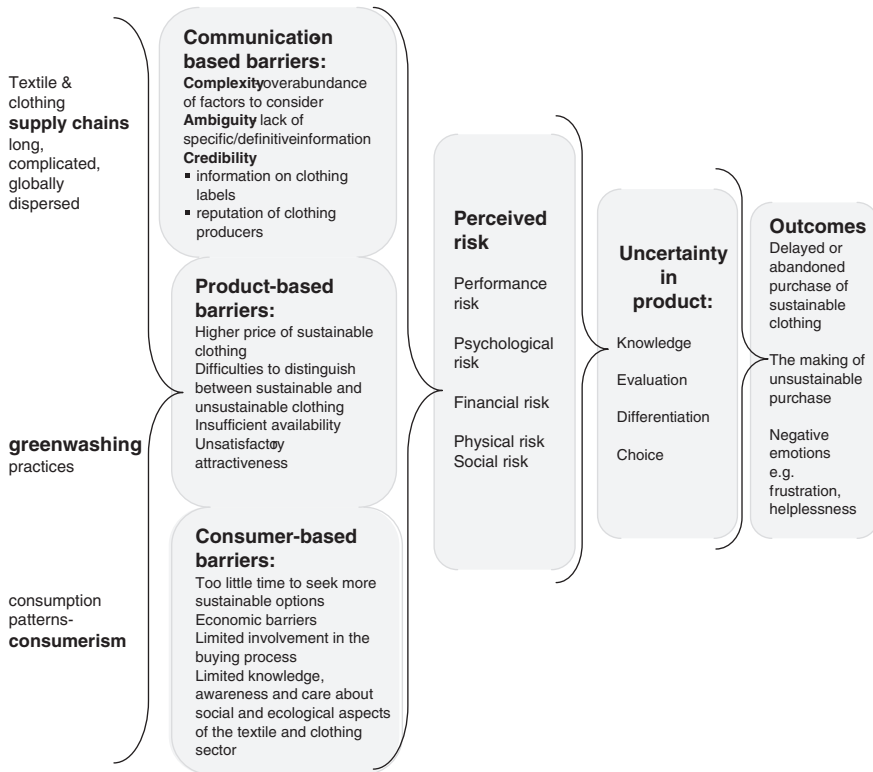 Textile &
clothing
supply chains
long,
complicated,
globally
dispersed
greenwashing
practices
consumption
patterns-
consumerism
Communication-
based barriers:
Complexity-overabundance
of factors to consider
Ambiguity lack of
specific/definitiveinformation
Credibility
▪ information on clothing
labels
▪ reputation of clothing
producers
Product-based
barriers:
Higher price of sustainable
clothing
Difficulties to distinguish
between sustainable and
unsustainable clothing
Insufficient availability
Unsatisfactory
attractiveness
Consumer-based
barriers:
Too little time to seek more
sustainable options
Economic barriers
Limited involvement in the
buying process
Limited knowledge,
awareness and care about
social and ecological aspects
of the textile and clothing
sector
Perceived
risk
Performance
risk
Psychological
risk
Financial risk
Physical risk
Social risk
Uncertainty
in
product:
Knowledge
Evaluation
Differentiation
Choice
Outcomes
Delayed or
abandoned
purchase of
sustainable
clothing
The making of
unsustainable
purchase
Negative
emotions
e.g.
frustration,
helplessness